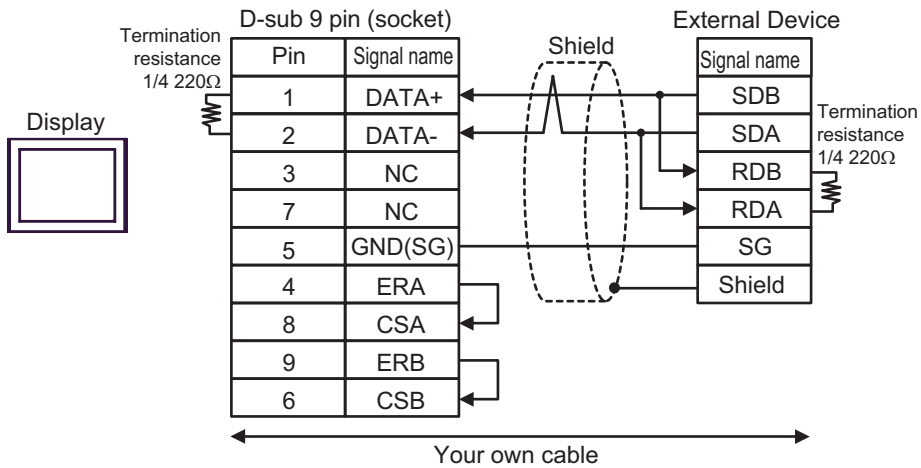 D-sub 9 pin (socket)
External Device
Termination
resistance
1/4 220Ω
Shield
Pin Signal name
Signal name
1 DATA+
SDB
Display
2 DATA-
SDA
Termination
resistance
1/4 220Ω
3 NC
RDB
7 NC
RDA
5 GND(SG)
SG
4 ERA
Shield
8 CSA
9 ERB
6 CSB
Your own cable